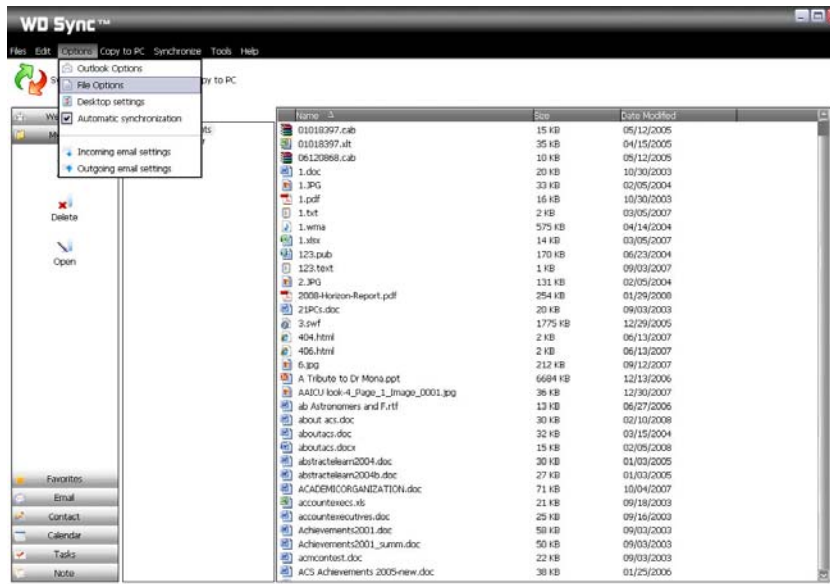 WD Sync™
Files Edit Options Copy to PC Synchronize Tools Help
Outlook Options
File Options
Desktop settings
Automatic synchronization
Incoming email settings
Outgoing email settings
py to PC
Delete
Open
Favorites
Email
Contact
Calendar
Tasks
Note
Name Size Date Modified
01018397.cab 15 KB 05/12/2005
01018397.xlt 35 KB 04/15/2005
06120868.cab 10 KB 05/12/2005
1.doc 20 KB 10/30/2003
1.JPG 33 KB 02/05/2004
1.pdf 16 KB 10/30/2003
1.txt 2 KB 03/05/2007
1.wma 575 KB 04/14/2004
1.xlsx 14 KB 03/05/2007
123.pub 170 KB 06/23/2004
123.text 1 KB 09/03/2007
2.JPG 131 KB 02/05/2004
2008-Horizon-Report.pdf 254 KB 01/29/2008
21PCs.doc 20 KB 09/03/2003
3.swf 1775 KB 12/29/2005
404.html 2 KB 06/13/2007
406.html 2 KB 06/13/2007
6.jpg 212 KB 09/12/2007
A Tribute to Dr Mona.ppt 6684 KB 12/13/2006
AAICU-look-4_Page_1_Image_0001.jpg 36 KB 12/30/2007
ab Astronomers and F.rtf 13 KB 06/27/2006
about acs.doc 30 KB 02/10/2008
aboutacs.doc 32 KB 03/15/2004
aboutacs.docx 15 KB 02/05/2008
abstractelearn2004.doc 30 KB 01/03/2005
abstractelearn2004b.doc 27 KB 01/03/2005
ACADEMICORGANIZATION.doc 71 KB 10/04/2007
accountexecs.xls 21 KB 09/18/2003
accountexecutives.doc 25 KB 09/16/2003
Achievements2001.doc 58 KB 09/03/2003
Achievements2001_summ.doc 50 KB 09/03/2003
acmcontest.doc 22 KB 09/03/2003
ACS Achievements 2005-new.doc 38 KB 01/25/2006